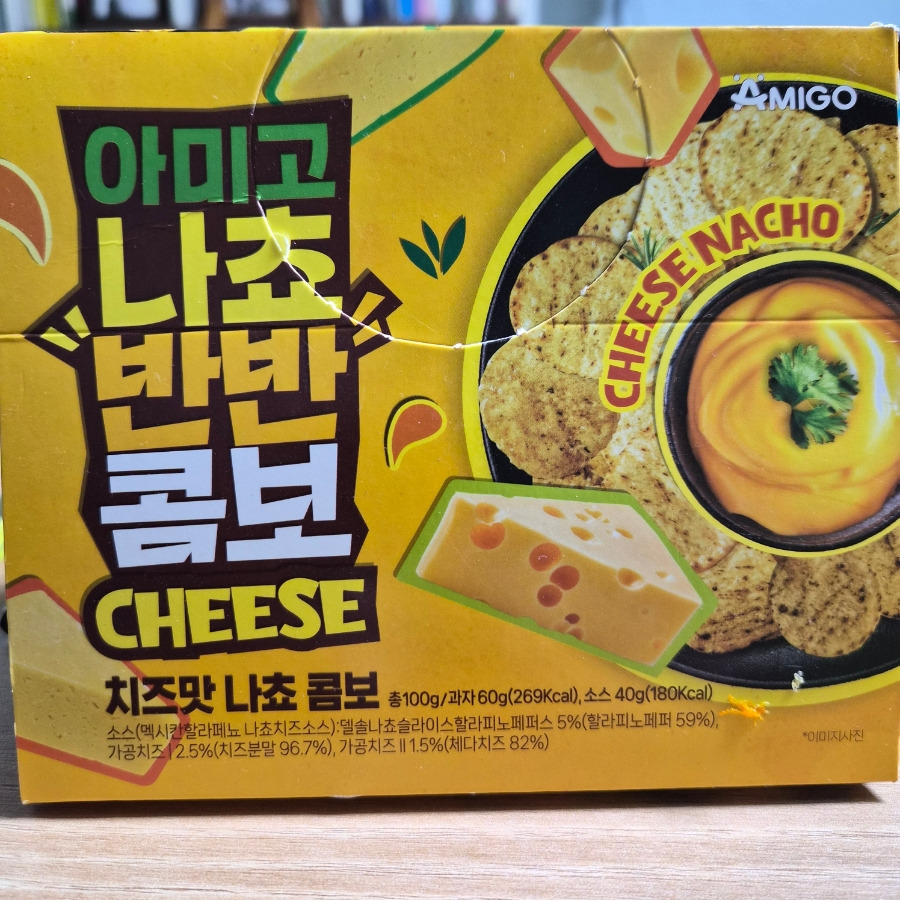 AMIGO
아미고
나쵸
반반
콤보
CHEESE
CHEESE NACHO
치즈맛 나쵸 콤보 총100g/과자 60g(269Kcal), 소스 40g(180Kcal)
소스(멕시칸할라페뇨 나쵸치즈소스):델솔나쵸슬라이스할라피노페퍼스 5%(할라피노페퍼 59%),
가공치즈 I 2.5%(치즈분말 96.7%), 가공치즈 II 1.5%(체다치즈 82%)
*이미지사진